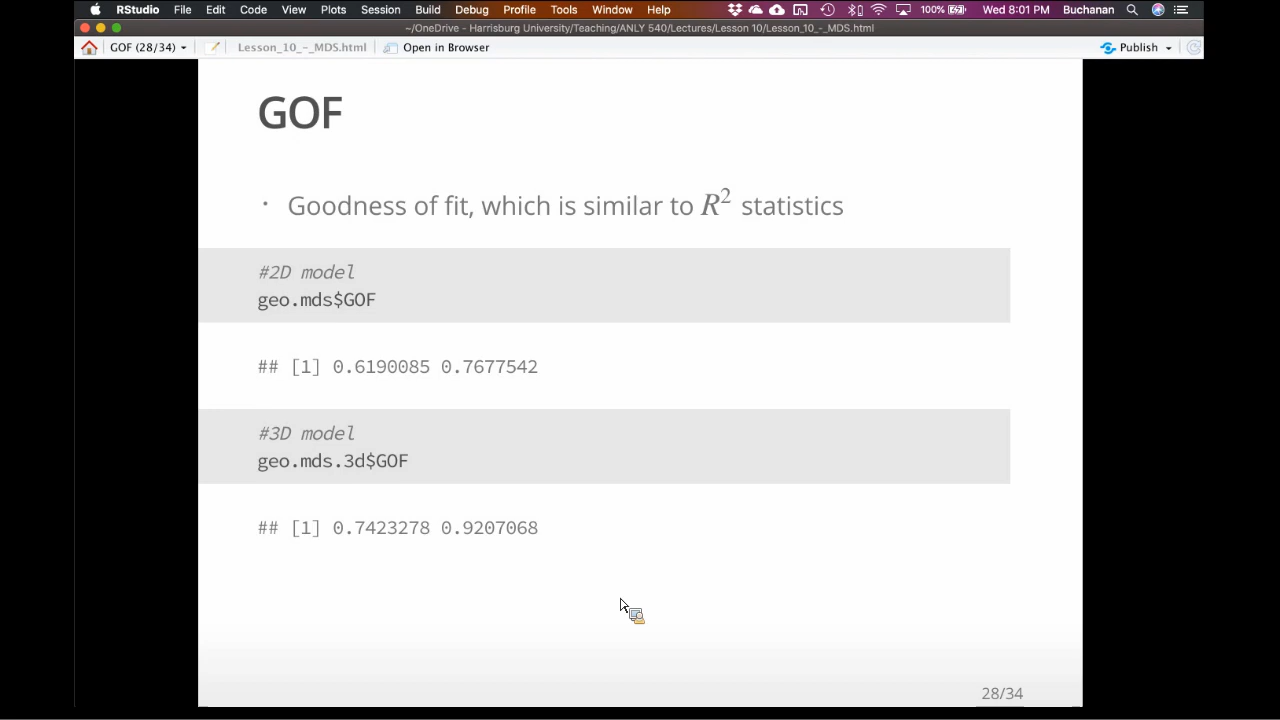 RStudio File Edit Code View Plots Session Build Debug Profile Tools Window Help 100% Wed 8:01 PM Buchanan
~/OneDrive - Harrisburg University/Teaching/ANLY 540/Lectures/Lesson 10/Lesson_10_-_MDS.html
GOF (28/34) Lesson_10_-_MDS.html Open in Browser Publish
GOF
· Goodness of fit, which is similar to R² statistics
#2D model
geo.mds$GOF
## [1] 0.6190085 0.7677542
#3D model
geo.mds.3d$GOF
## [1] 0.7423278 0.9207068
28/34